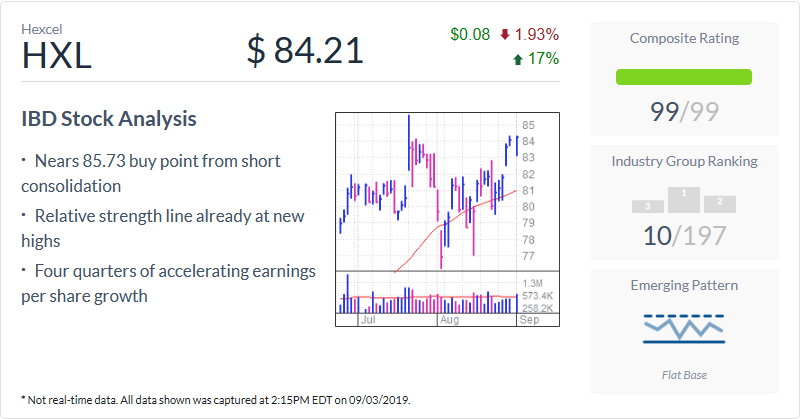 Hexcel
HXL
$ 84.21
$0.08 1.93%
17%
IBD Stock Analysis
· Nears 85.73 buy point from short
consolidation
· Relative strength line already at new
highs
· Four quarters of accelerating earnings
per share growth
85
84
83
82
81
80
79
78
77
1.3M
573.4K
258.2K
Jul Aug Sep
Composite Rating
99/99
Industry Group Ranking
3 1 2
10/197
Emerging Pattern
Flat Base
* Not real-time data. All data shown was captured at 2:15PM EDT on 09/03/2019.